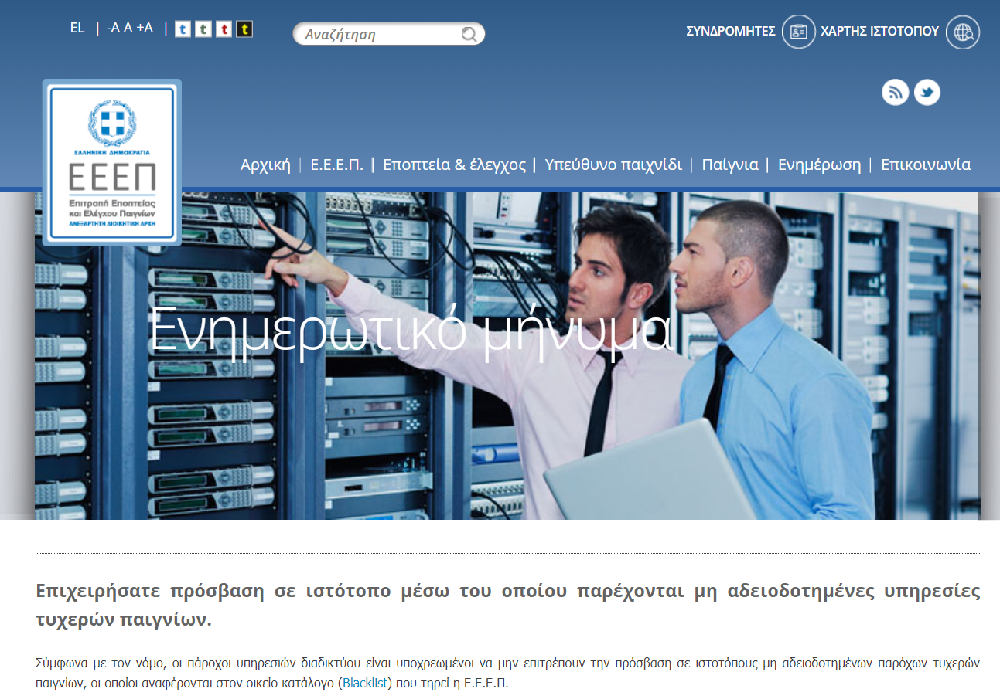 EL | -A A +A | t t t t
Αναζήτηση
ΣΥΝΔΡΟΜΗΤΕΣ
ΧΑΡΤΗΣ ΙΣΤΟΤΟΠΟΥ
ΕΛΛΗΝΙΚΗ ΔΗΜΟΚΡΑΤΙΑ
ΕΕΕΠ
Επιτροπή Εποπτείας
και Ελέγχου Παιγνίων
ΑΝΕΞΑΡΤΗΤΗ ΔΙΟΙΚΗΤΙΚΗ ΑΡΧΗ
Αρχική | Ε.Ε.Ε.Π. | Εποπτεία & έλεγχος | Υπεύθυνο παιχνίδι | Παίγνια | Ενημέρωση | Επικοινωνία
Ενημερωτικό μήνυμα
Επιχειρήσατε πρόσβαση σε ιστότοπο μέσω του οποίου παρέχονται μη αδειοδοτημένες υπηρεσίες
τυχερών παιγνίων.
Σύμφωνα με τον νόμο, οι πάροχοι υπηρεσιών διαδικτύου είναι υποχρεωμένοι να μην επιτρέπουν την πρόσβαση σε ιστοτόπους μη αδειοδοτημένων παρόχων τυχερών
παιγνίων, οι οποίοι αναφέρονται στον οικείο κατάλογο (Blacklist) που τηρεί η Ε.Ε.Ε.Π.